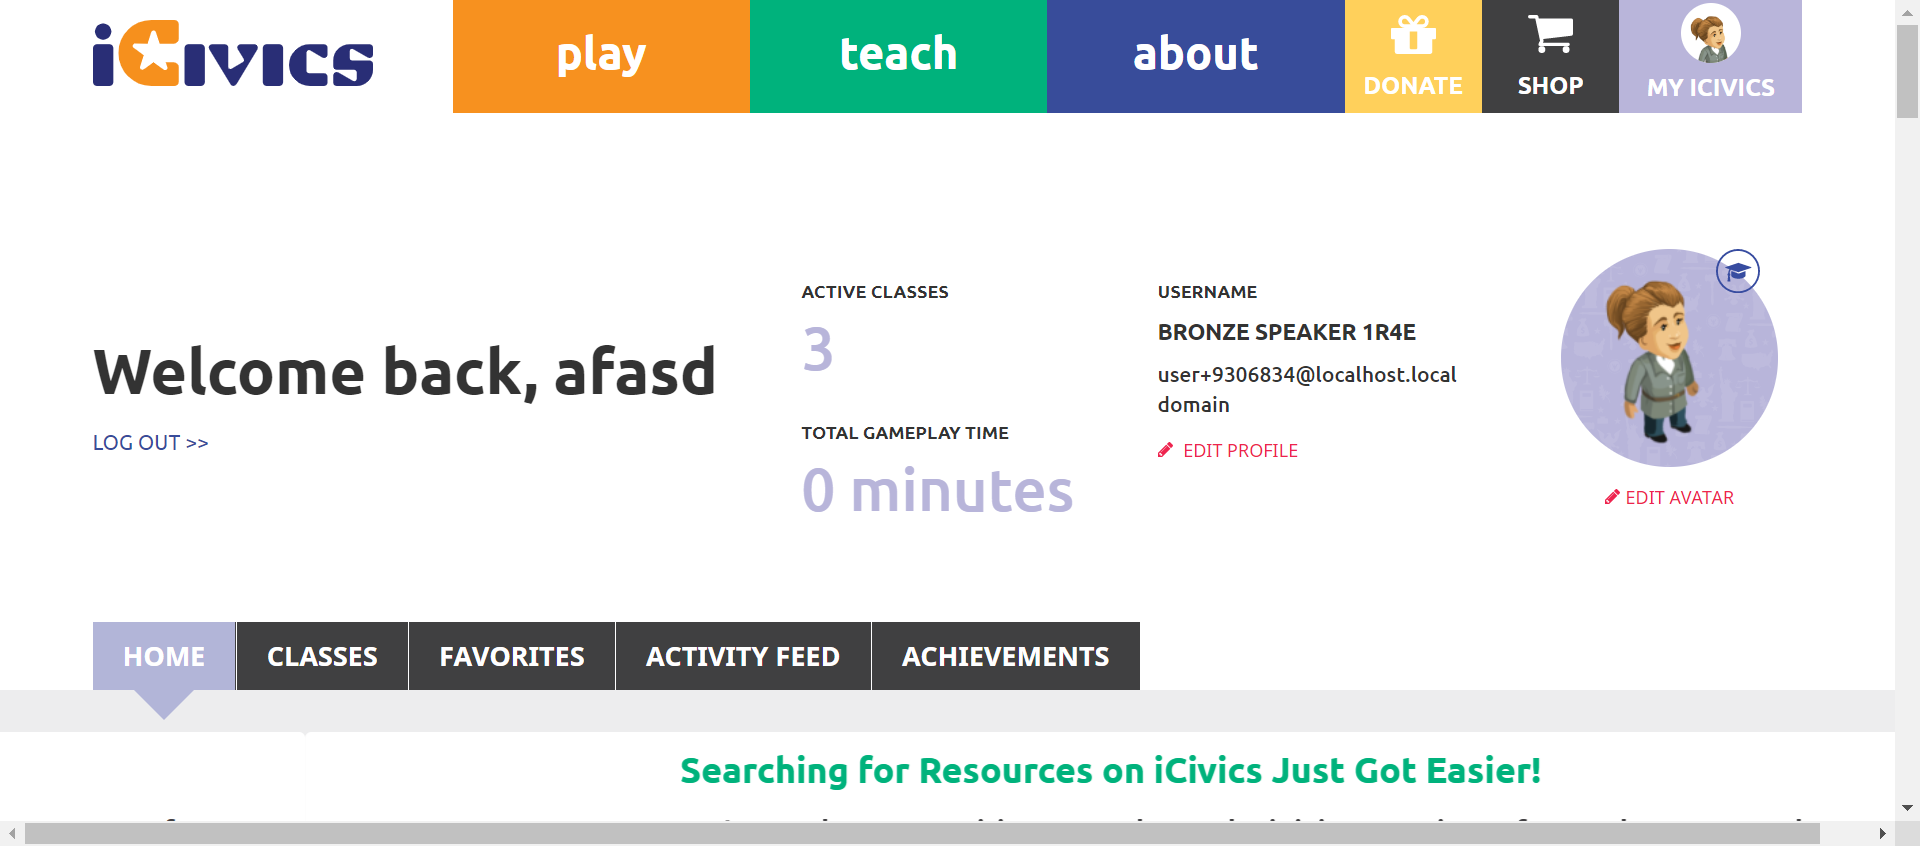 iCivics
play
teach
about
DONATE
SHOP
MY ICIVICS
Welcome back, afasd
LOG OUT >>
ACTIVE CLASSES
3
TOTAL GAMEPLAY TIME
0 minutes
USERNAME
BRONZE SPEAKER 1R4E
user+9306834@localhost.local
domain
EDIT PROFILE
EDIT AVATAR
HOME
CLASSES
FAVORITES
ACTIVITY FEED
ACHIEVEMENTS
Searching for Resources on iCivics Just Got Easier!